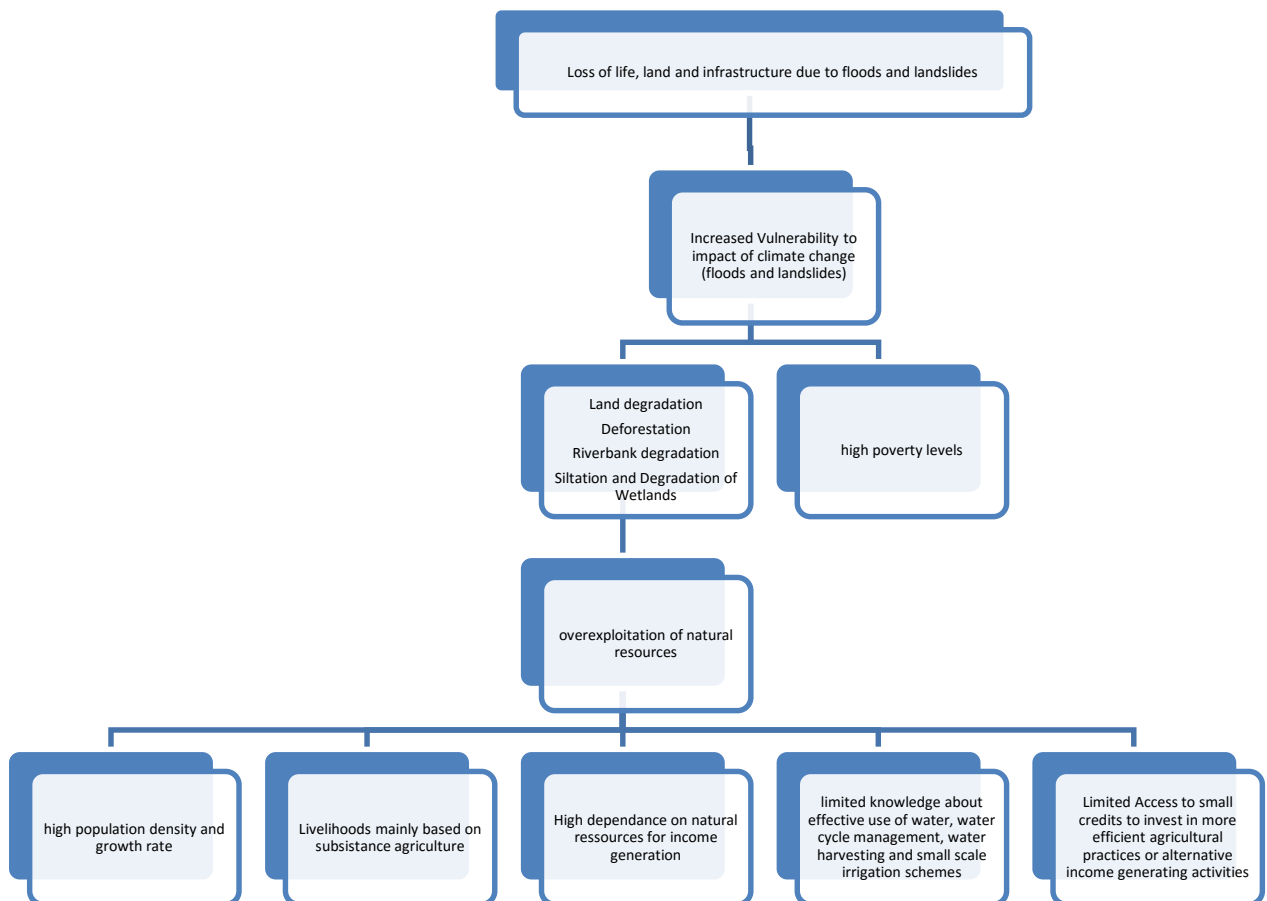 Loss of life, land and infrastructure due to floods and landslides
Increased Vulnerability to
impact of climate change
(floods and landslides)
Land degradation
Deforestation
Riverbank degradation
Siltation and Degradation of
Wetlands
high poverty levels
overexploitation of natural
resources
high population density and
growth rate
Livelihoods mainly based on
subsistance agriculture
High dependance on natural
ressources for income
generation
limited knowledge about
effective use of water, water
cycle management, water
harvesting and small scale
irrigation schemes
Limited Access to small
credits to invest in more
efficient agricultural
practices or alternative
income generating activities